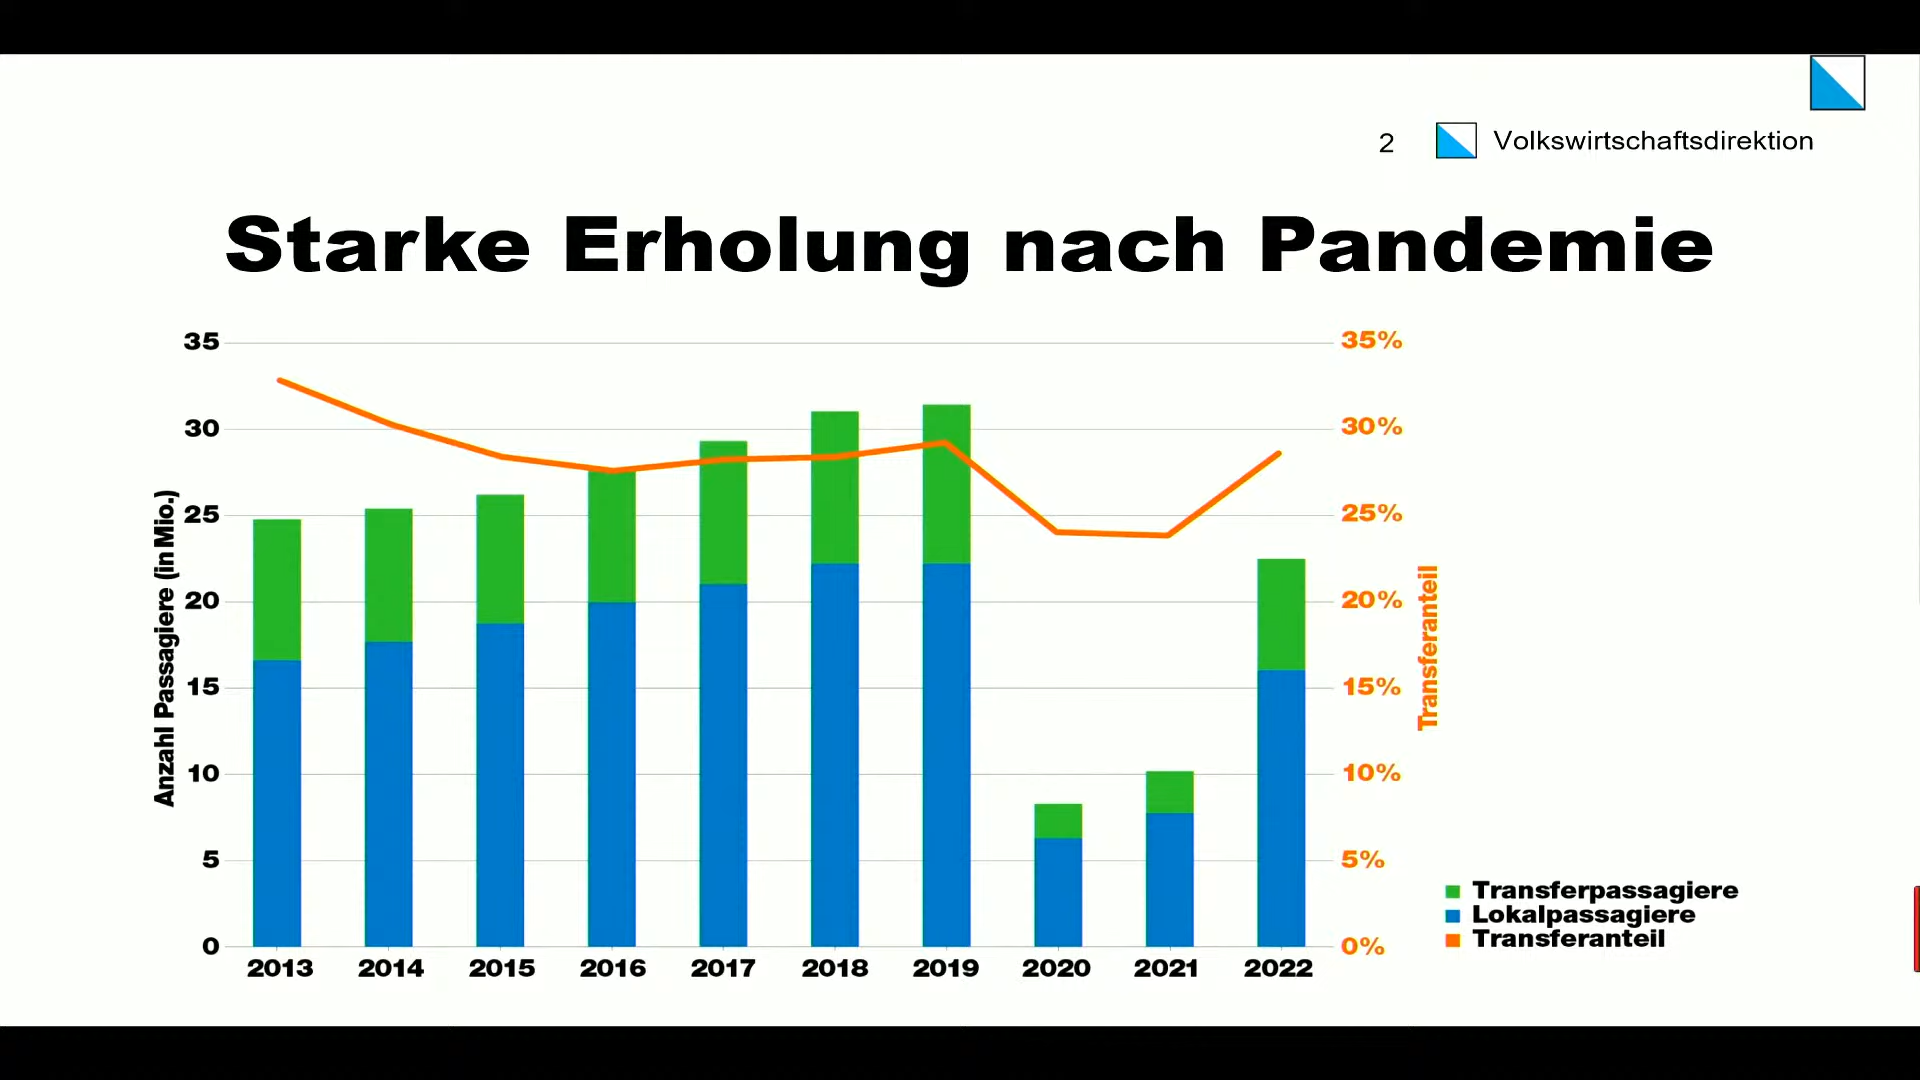 2 Volkswirtschaftsdirektion
Starke Erholung nach Pandemie
35
30
25
20
15
10
5
0
Anzahl Passagiere (in Mio.)
35%
30%
25%
20%
15%
10%
5%
0%
Transferanteil
2013 2014 2015 2016 2017 2018 2019 2020 2021 2022
Transferpassagiere
Lokalpassagiere
Transferanteil